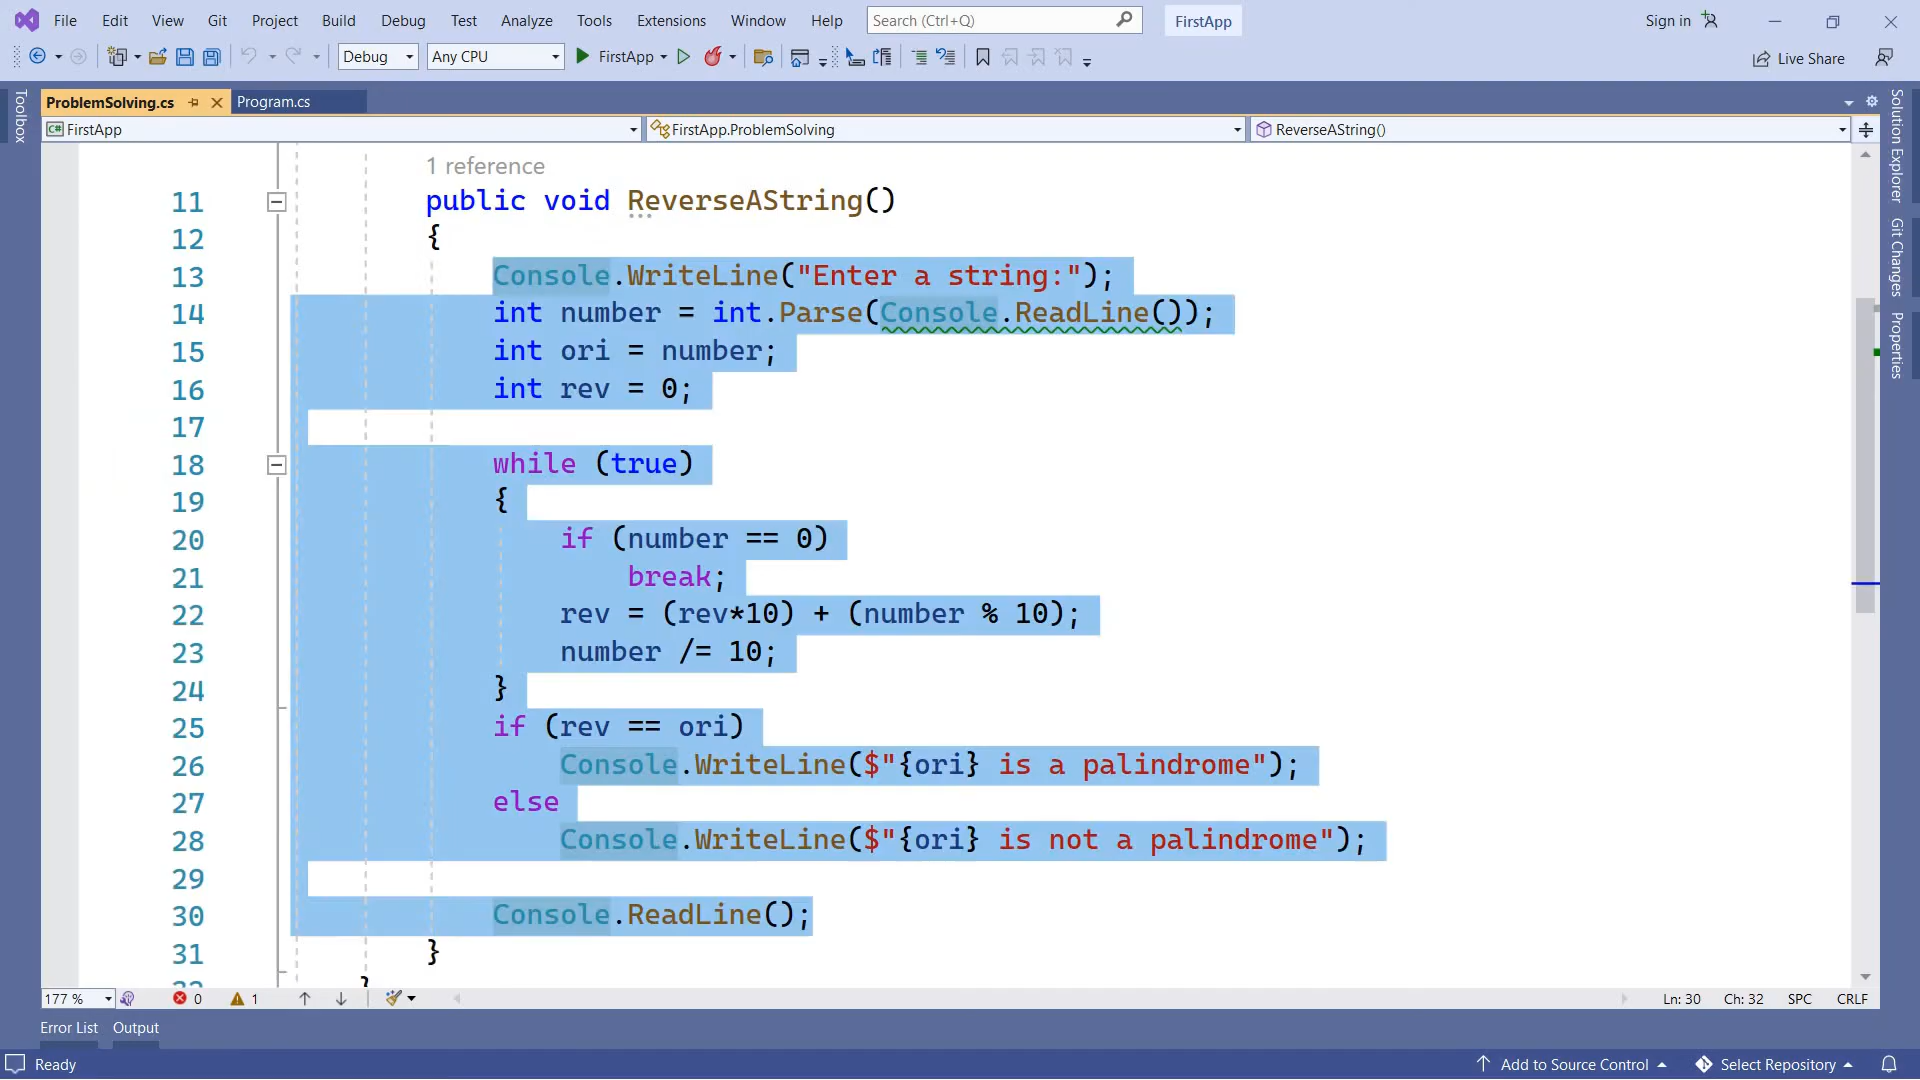 File Edit View Git Project Build Debug Test Analyze Tools Extensions Window Help Search (Ctrl+Q) FirstApp Sign in
Debug Any CPU FirstApp Live Share
Toolbox
ProblemSolving.cs Program.cs
FirstApp FirstApp.ProblemSolving ReverseAString()
1 reference
11 public void ReverseAString()
12 {
13 Console.WriteLine("Enter a string:");
14 int number = int.Parse(Console.ReadLine());
15 int ori = number;
16 int rev = 0;
17
18 while (true)
19 {
20 if (number == 0)
21 break;
22 rev = (rev*10) + (number % 10);
23 number /= 10;
24 }
25 if (rev == ori)
26 Console.WriteLine($"{ori} is a palindrome");
27 else
28 Console.WriteLine($"{ori} is not a palindrome");
29
30 Console.ReadLine();
31 }
Solution Explorer
Git Changes
Properties
177 % 0 1 Ln: 30 Ch: 32 SPC CRLF
Error List Output
Ready Add to Source Control Select Repository